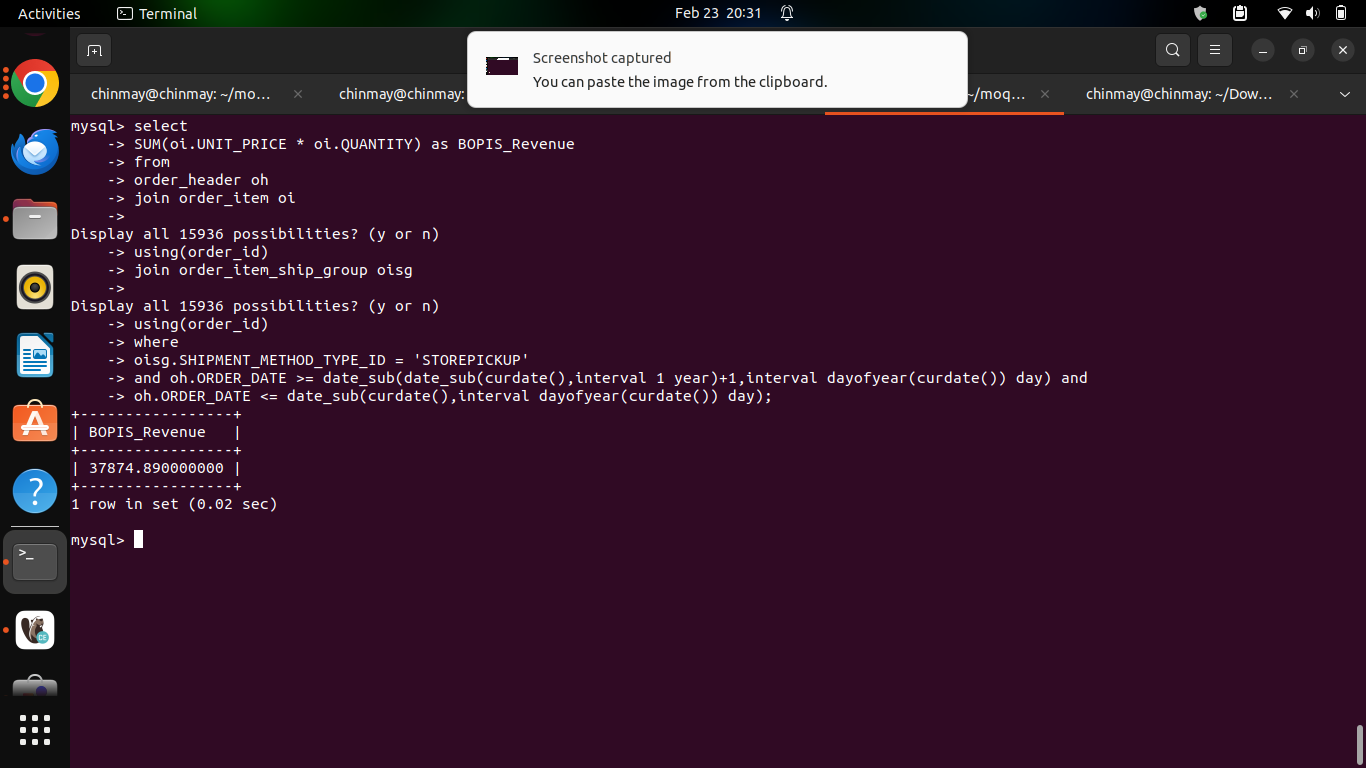 Activities
Terminal
Feb 23 20:31
Screenshot captured
You can paste the image from the clipboard.
chinmay@chinmay: ~/mo...
chinmay@chinmay:
~/moq...
chinmay@chinmay: ~/Dow...
mysql> select
    -> SUM(oi.UNIT_PRICE * oi.QUANTITY) as BOPIS_Revenue
    -> from
    -> order_header oh
    -> join order_item oi
    ->
Display all 15936 possibilities? (y or n)
    -> using(order_id)
    -> join order_item_ship_group oisg
    ->
Display all 15936 possibilities? (y or n)
    -> using(order_id)
    -> where
    -> oisg.SHIPMENT_METHOD_TYPE_ID = 'STOREPICKUP'
    -> and oh.ORDER_DATE >= date_sub(date_sub(curdate(),interval 1 year)+1,interval dayofyear(curdate()) day) and
    -> oh.ORDER_DATE <= date_sub(curdate(),interval dayofyear(curdate()) day);
+-----------------+
| BOPIS_Revenue   |
+-----------------+
| 37874.890000000 |
+-----------------+
1 row in set (0.02 sec)
mysql>